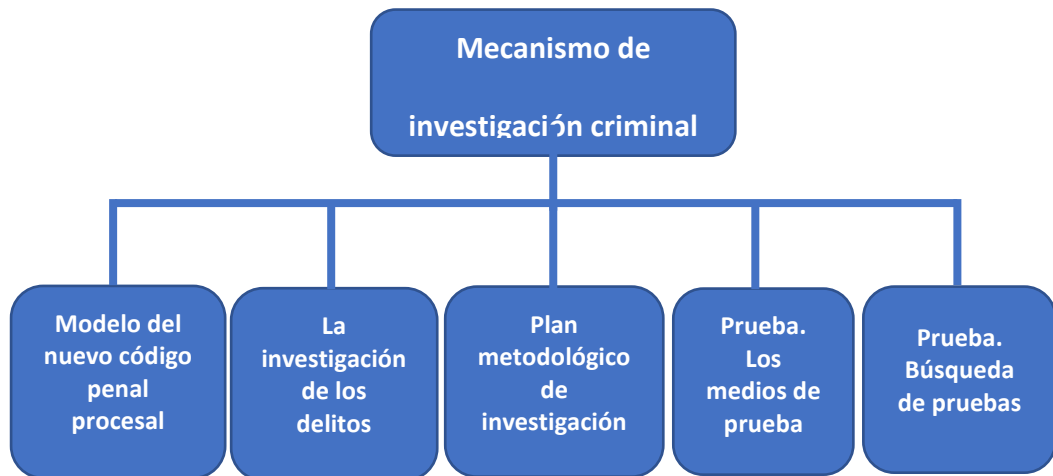 Mecanismo de
investigación criminal
Modelo del
nuevo código
penal
procesal
La
investigación
de los
delitos
Plan
metodológico
de
investigación
Prueba.
Los
medios de
prueba
Prueba.
Búsqueda
de pruebas